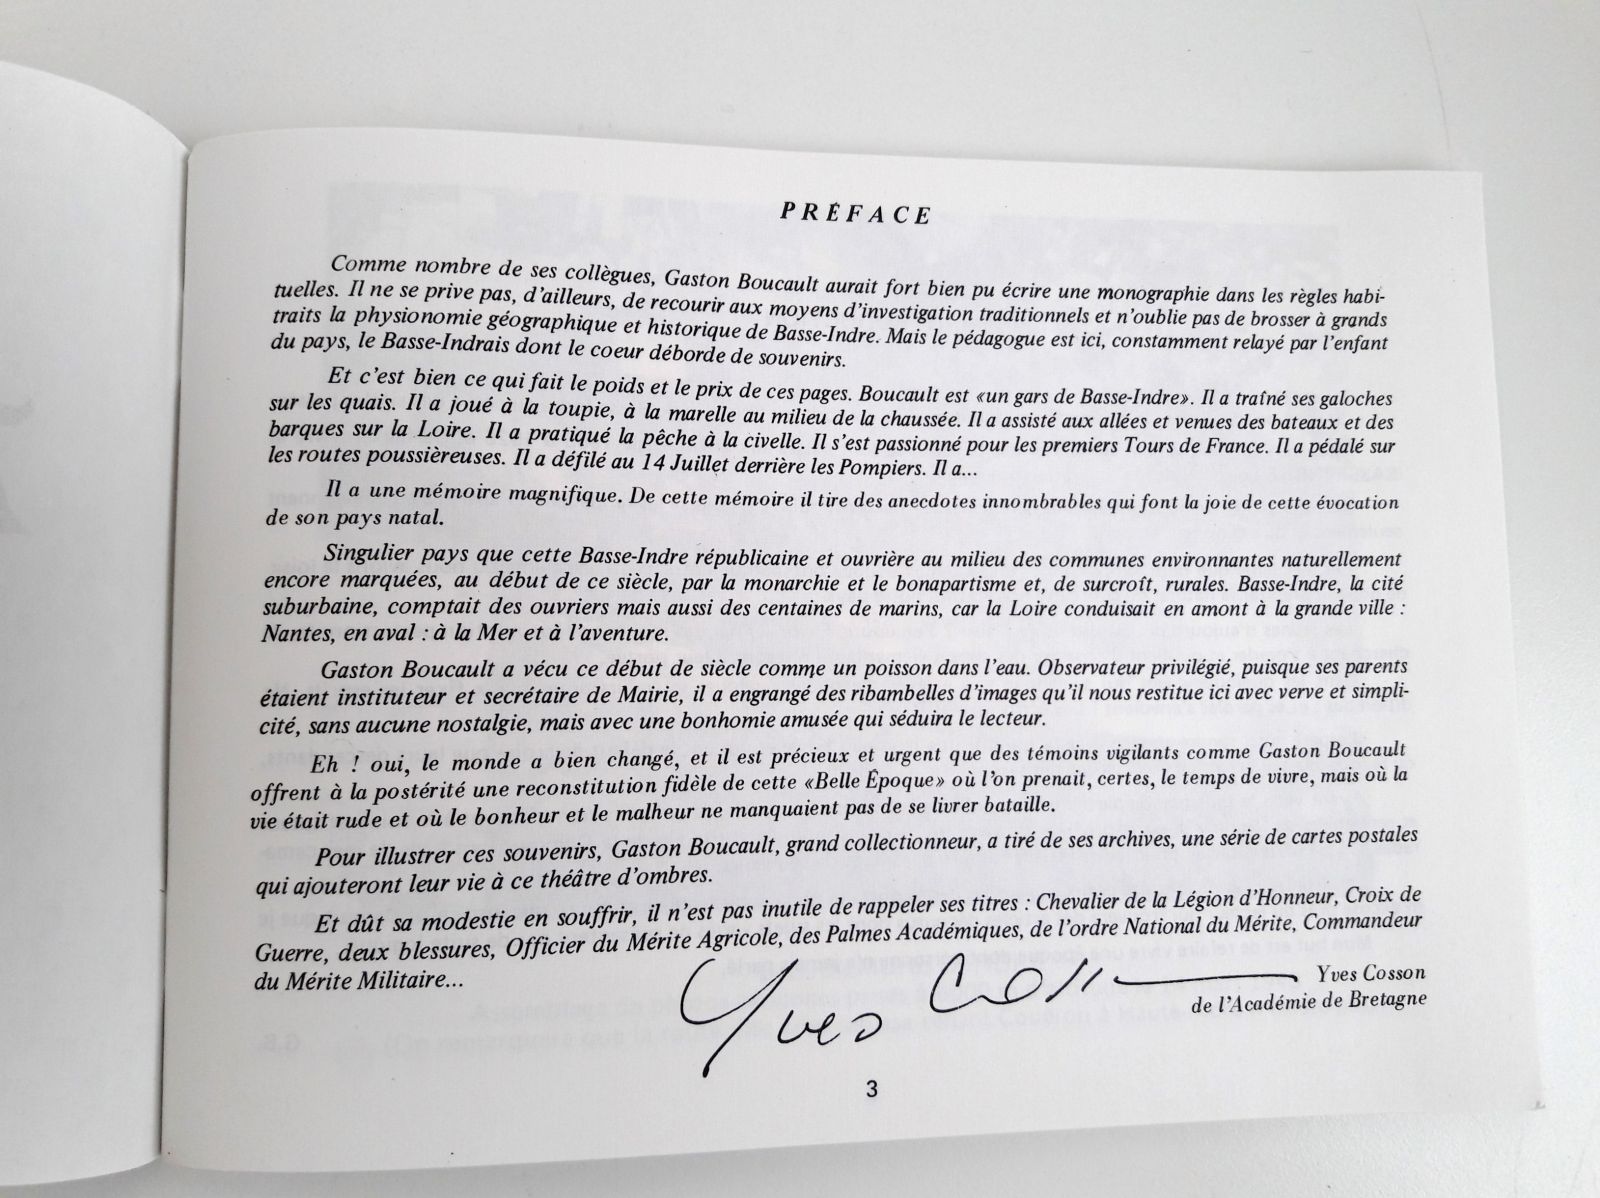 PRÉFACE
Comme nombre de ses collègues, Gaston Boucault aurait fort bien pu écrire une monographie dans les règles habi-
tuelles. Il ne se prive pas, d'ailleurs, de recourir aux moyens d'investigation traditionnels et n'oublie pas de brosser à grands
traits la physionomie géographique et historique de Basse-Indre. Mais le pédagogue est ici, constamment relayé par l'enfant
du pays, le Basse-Indrais dont le coeur déborde de souvenirs.
Et c'est bien ce qui fait le poids et le prix de ces pages. Boucault est «un gars de Basse-Indre». Il a traîné ses galoches
sur les quais. Il a joué à la toupie, à la marelle au milieu de la chaussée. Il a assisté aux allées et venues des bateaux et des
barques sur la Loire. Il a pratiqué la pêche à la civelle. Il s'est passionné pour les premiers Tours de France. Il a pédalé sur
les routes poussièreuses. Il a défilé au 14 Juillet derrière les Pompiers. Il a...
Il a une mémoire magnifique. De cette mémoire il tire des anecdotes innombrables qui font la joie de cette évocation
de son pays natal.
Singulier pays que cette Basse-Indre républicaine et ouvrière au milieu des communes environnantes naturellement
encore marquées, au début de ce siècle, par la monarchie et le bonapartisme et, de surcroît, rurales. Basse-Indre, la cité
suburbaine, comptait des ouvriers mais aussi des centaines de marins, car la Loire conduisait en amont à la grande ville :
Nantes, en aval : à la Mer et à l'aventure.
Gaston Boucault a vécu ce début de siècle comme un poisson dans l'eau. Observateur privilégié, puisque ses parents
étaient instituteur et secrétaire de Mairie, il a engrangé des ribambelles d'images qu'il nous restitue ici avec verve et simpli-
cité, sans aucune nostalgie, mais avec une bonhomie amusée qui séduira le lecteur.
Eh ! oui, le monde a bien changé, et il est précieux et urgent que des témoins vigilants comme Gaston Boucault
offrent à la postérité une reconstitution fidèle de cette «Belle Époque» où l'on prenait, certes, le temps de vivre, mais où la
vie était rude et où le bonheur et le malheur ne manquaient pas de se livrer bataille.
Pour illustrer ces souvenirs, Gaston Boucault, grand collectionneur, a tiré de ses archives, une série de cartes postales
qui ajouteront leur vie à ce théâtre d'ombres.
Et dût sa modestie en souffrir, il n'est pas inutile de rappeler ses titres : Chevalier de la Légion d'Honneur, Croix de
Guerre, deux blessures, Officier du Mérite Agricole, des Palmes Académiques, de l'ordre National du Mérite, Commandeur
du Mérite Militaire...
Yves Cosson
de l'Académie de Bretagne
Yves Cosson
3